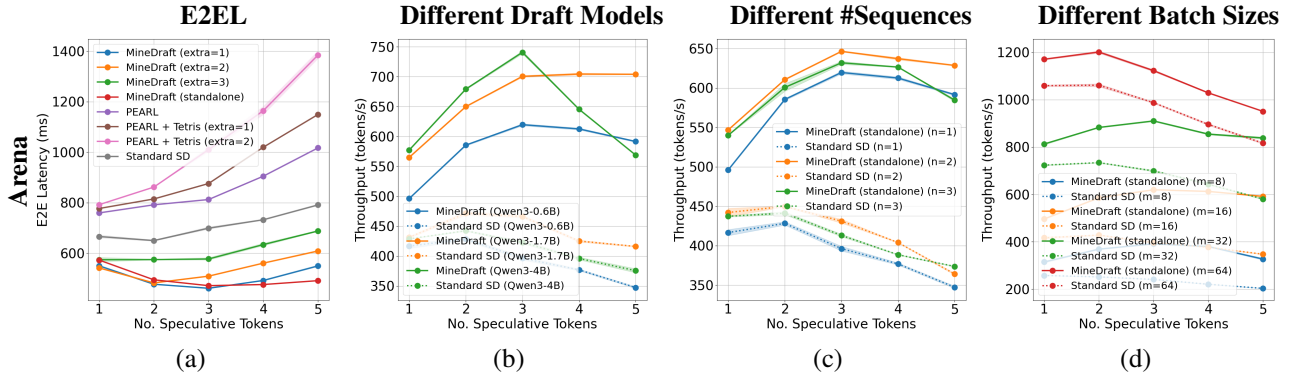 E2EL
Different Draft Models
Different #Sequences
Different Batch Sizes
Arena
E2E Latency (ms)
1400
1200
1000
800
600
MineDraft (extra=1)
MineDraft (extra=2)
MineDraft (extra=3)
MineDraft (standalone)
PEARL
PEARL + Tetris (extra=1)
PEARL + Tetris (extra=2)
Standard SD
1 2 3 4 5
No. Speculative Tokens
(a)
Throughput (tokens/s)
750
700
650
600
550
500
450
400
350
MineDraft (Qwen3-0.6B)
Standard SD (Qwen3-0.6B)
MineDraft (Qwen3-1.7B)
Standard SD (Qwen3-1.7B)
MineDraft (Qwen3-4B)
Standard SD (Qwen3-4B)
1 2 3 4 5
No. Speculative Tokens
(b)
Throughput (tokens/s)
650
600
550
500
450
400
350
MineDraft (standalone) (n=1)
Standard SD (n=1)
MineDraft (standalone) (n=2)
Standard SD (n=2)
MineDraft (standalone) (n=3)
Standard SD (n=3)
1 2 3 4 5
No. Speculative Tokens
(c)
Throughput (tokens/s)
1200
1000
800
600
400
200
MineDraft (standalone) (m=8)
Standard SD (m=8)
MineDraft (standalone) (m=16)
Standard SD (m=16)
MineDraft (standalone) (m=32)
Standard SD (m=32)
MineDraft (standalone) (m=64)
Standard SD (m=64)
1 2 3 4 5
No. Speculative Tokens
(d)